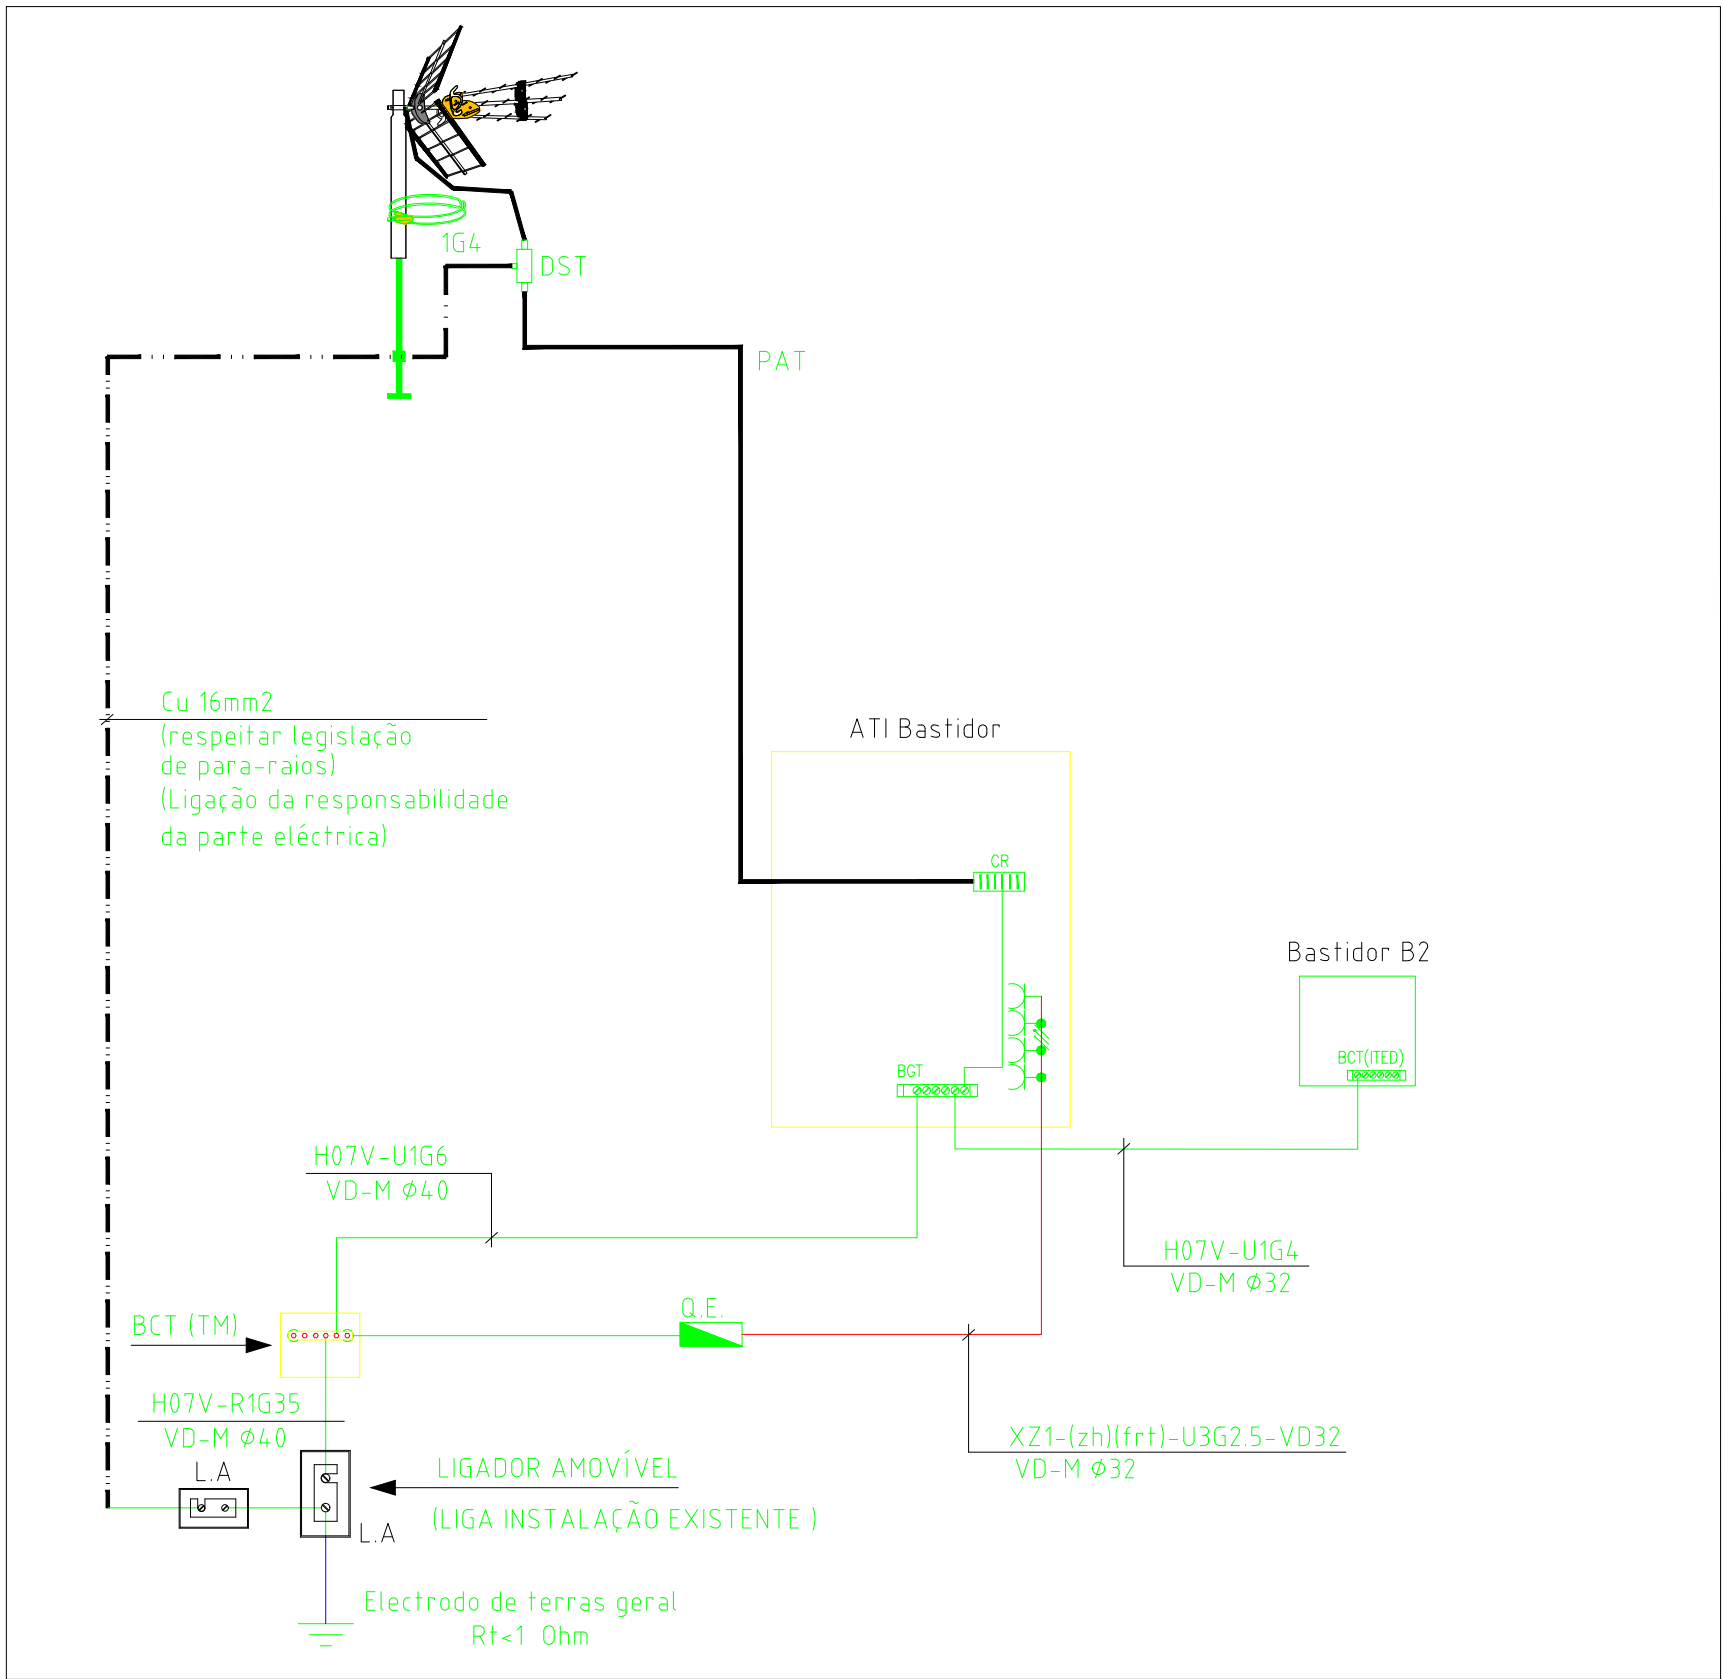 1G4
DST
PAT
Cu 16mm2
(respeitar legislação
de para-raios)
(Ligação da responsabilidade
da parte eléctrica)
ATI Bastidor
CR
Bastidor B2
BCT(ITED)
BGT
H07V-U1G6
VD-M Ø40
H07V-U1G4
VD-M Ø32
Q.E.
BCT (TM)
H07V-R1G35
VD-M Ø40
XZ1-(zh)(frt)-U3G2.5-VD32
VD-M Ø32
L.A
LIGADOR AMOVÍVEL
(LIGA INSTALAÇÃO EXISTENTE )
L.A
Electrodo de terras geral
Rt<1 Ohm